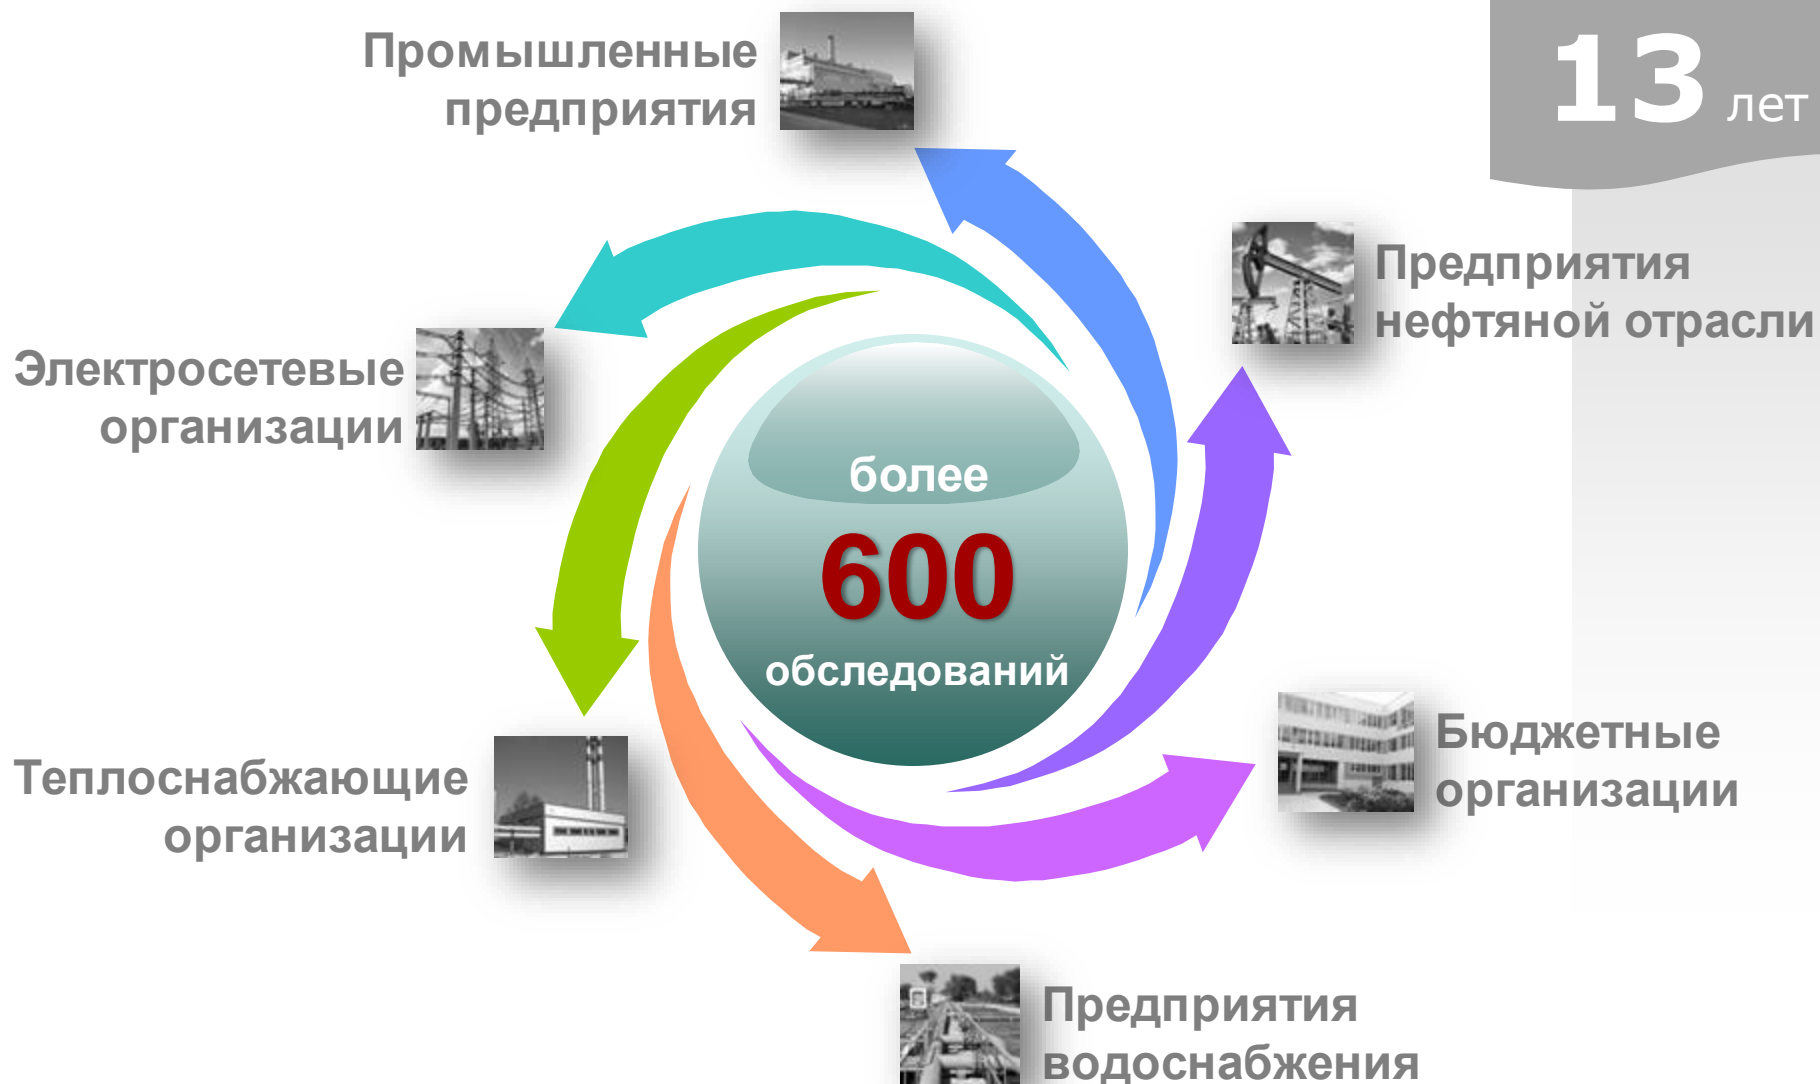 Промышленные
предприятия
13 лет
Предприятия
нефтяной отрасли
Электросетевые
организации
более
600
обследований
Бюджетные
организации
Теплоснабжающие
организации
Предприятия
водоснабжения